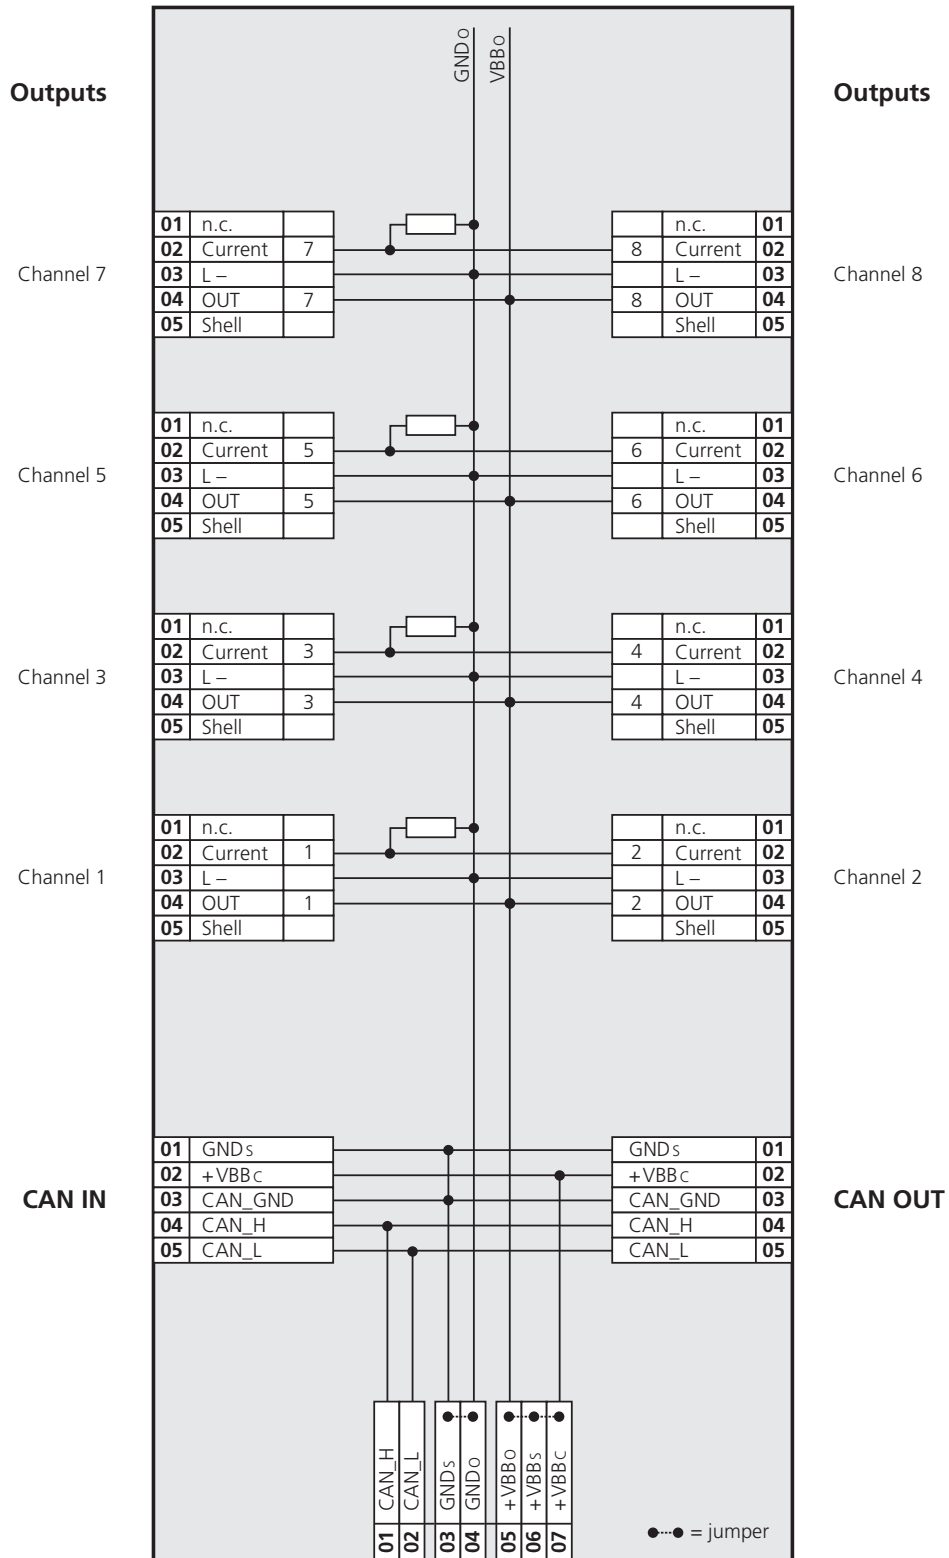 GNDO
VBBO
Outputs Outputs
01 n.c. n.c. 01
02 Current 7 8 Current 02
Channel 7 03 L – L – 03 Channel 8
04 OUT 7 8 OUT 04
05 Shell Shell 05
01 n.c. n.c. 01
02 Current 5 6 Current 02
Channel 5 03 L – L – 03 Channel 6
04 OUT 5 6 OUT 04
05 Shell Shell 05
01 n.c. n.c. 01
02 Current 3 4 Current 02
Channel 3 03 L – L – 03 Channel 4
04 OUT 3 4 OUT 04
05 Shell Shell 05
01 n.c. n.c. 01
02 Current 1 2 Current 02
Channel 1 03 L – L – 03 Channel 2
04 OUT 1 2 OUT 04
05 Shell Shell 05
01 GNDS GNDS 01
02 +VBBC +VBBC 02
CAN IN 03 CAN_GND CAN_GND 03 CAN OUT
04 CAN_H CAN_H 04
05 CAN_L CAN_L 05
01 CAN_H
02 CAN_L
03 GNDS
04 GNDO
05 +VBBO
06 +VBBS
07 +VBBC
= jumper